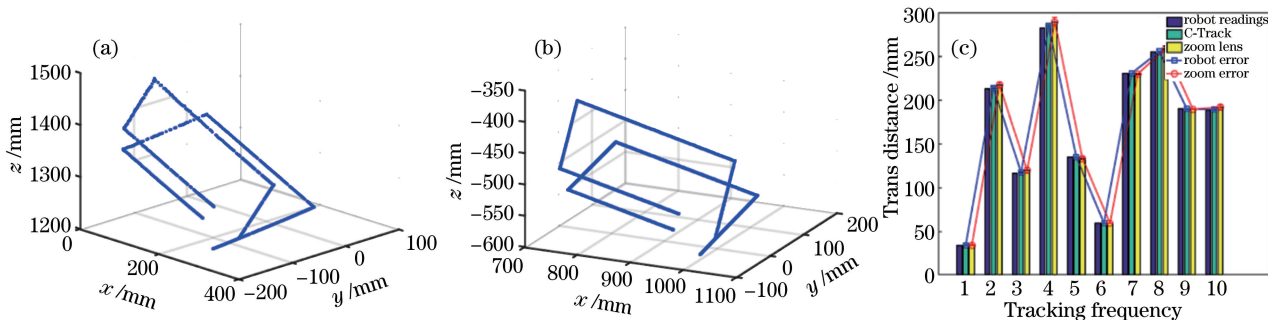 (a)
1500
1400
1300
1200
z /mm
0
200
400
x /mm
−200
−100
0
100
y /mm
(b)
−350
−400
−450
−500
−550
−600
z /mm
700
800
900
1000
1100
x /mm
−100
0
100
200
y /mm
(c)
300
250
200
150
100
50
0
Trans distance /mm
robot readings
C-Track
zoom lens
robot error
zoom error
1 2 3 4 5 6 7 8 9 10
Tracking frequency